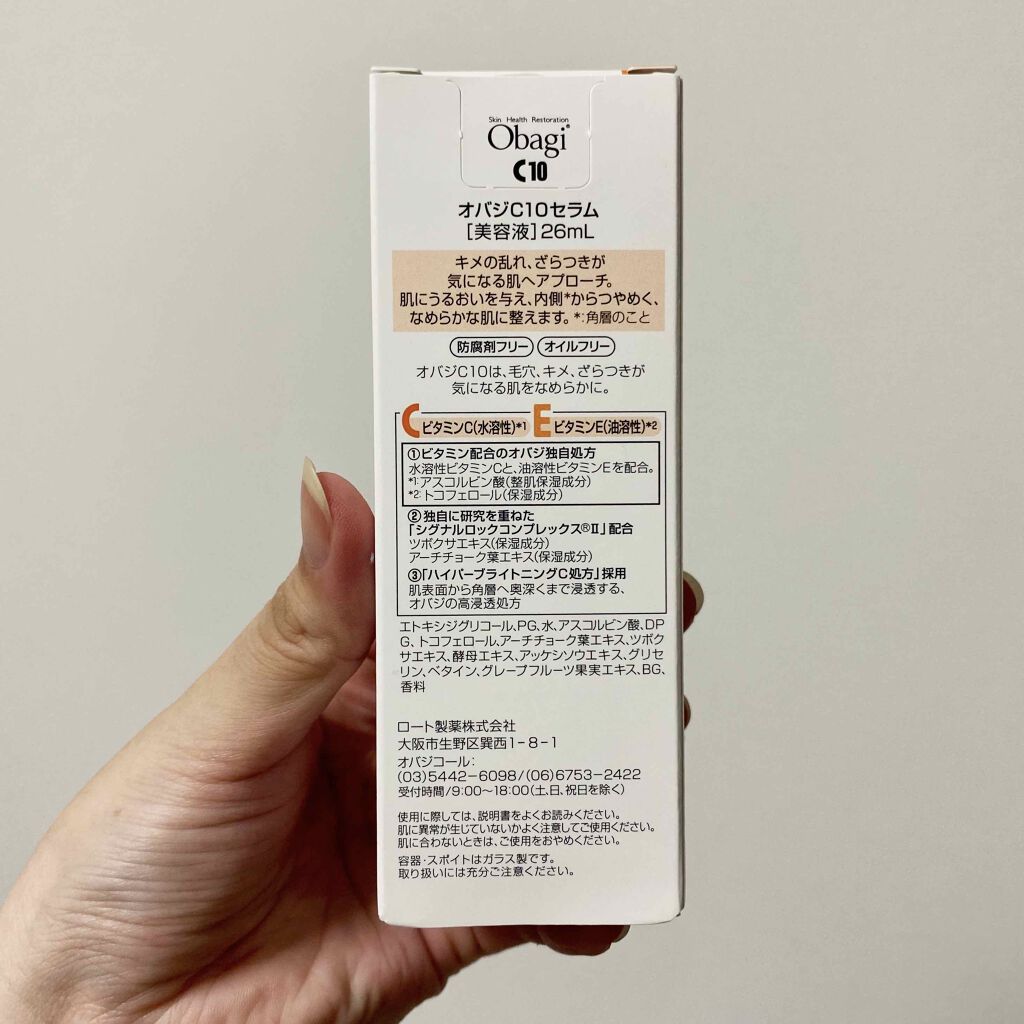 Skin Health Restoration
Obagi®
C10
オバジC10セラム
[美容液]26mL
キメの乱れ、ざらつきが
気になる肌へアプローチ。
肌にうるおいを与え、内側*からつやめく、
なめらかな肌に整えます。*:角層のこと
防腐剤フリー オイルフリー
オバジC10は、毛穴、キメ、ざらつきが
気になる肌をなめらかに。
C ビタミンC(水溶性)*1 E ビタミンE(油溶性)*2
①ビタミン配合のオバジ独自処方
水溶性ビタミンCと、油溶性ビタミンEを配合。
*1:アスコルビン酸(整肌保湿成分)
*2:トコフェロール(保湿成分)
②独自に研究を重ねた
「シグナルロックコンプレックス®Ⅱ」配合
ツボクサエキス(保湿成分)
アーチチョーク葉エキス(保湿成分)
③「ハイパーブライトニングC処方」採用
肌表面から角層へ奥深くまで浸透する、
オバジの高浸透処方
エトキシジグリコール、PG、水、アスコルビン酸、DP
G、トコフェロール、アーチチョーク葉エキス、ツボク
サエキス、酵母エキス、アッケシソウエキス、グリセ
リン、ベタイン、グレープフルーツ果実エキス、BG、
香料
ロート製薬株式会社
大阪市生野区巽西1-8-1
オバジコール:
(03)5442-6098/(06)6753-2422
受付時間/9:00〜18:00(土、日、祝日を除く)
使用に際しては、説明書をよくお読みください。
肌に異常が生じていないかよく注意してご使用ください。
肌に合わないときは、ご使用をおやめください。
容器・スポイトはガラス製です。
取り扱いには充分ご注意ください。